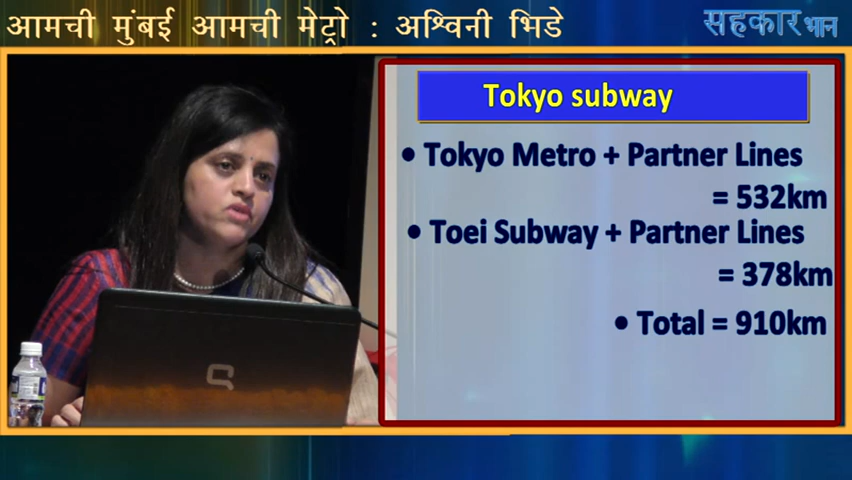 आमची मुंबई आमची मेट्रो : अश्विनी भिडे
सहकार भान
Tokyo subway
• Tokyo Metro + Partner Lines
= 532km
• Toei Subway + Partner Lines
= 378km
• Total = 910km